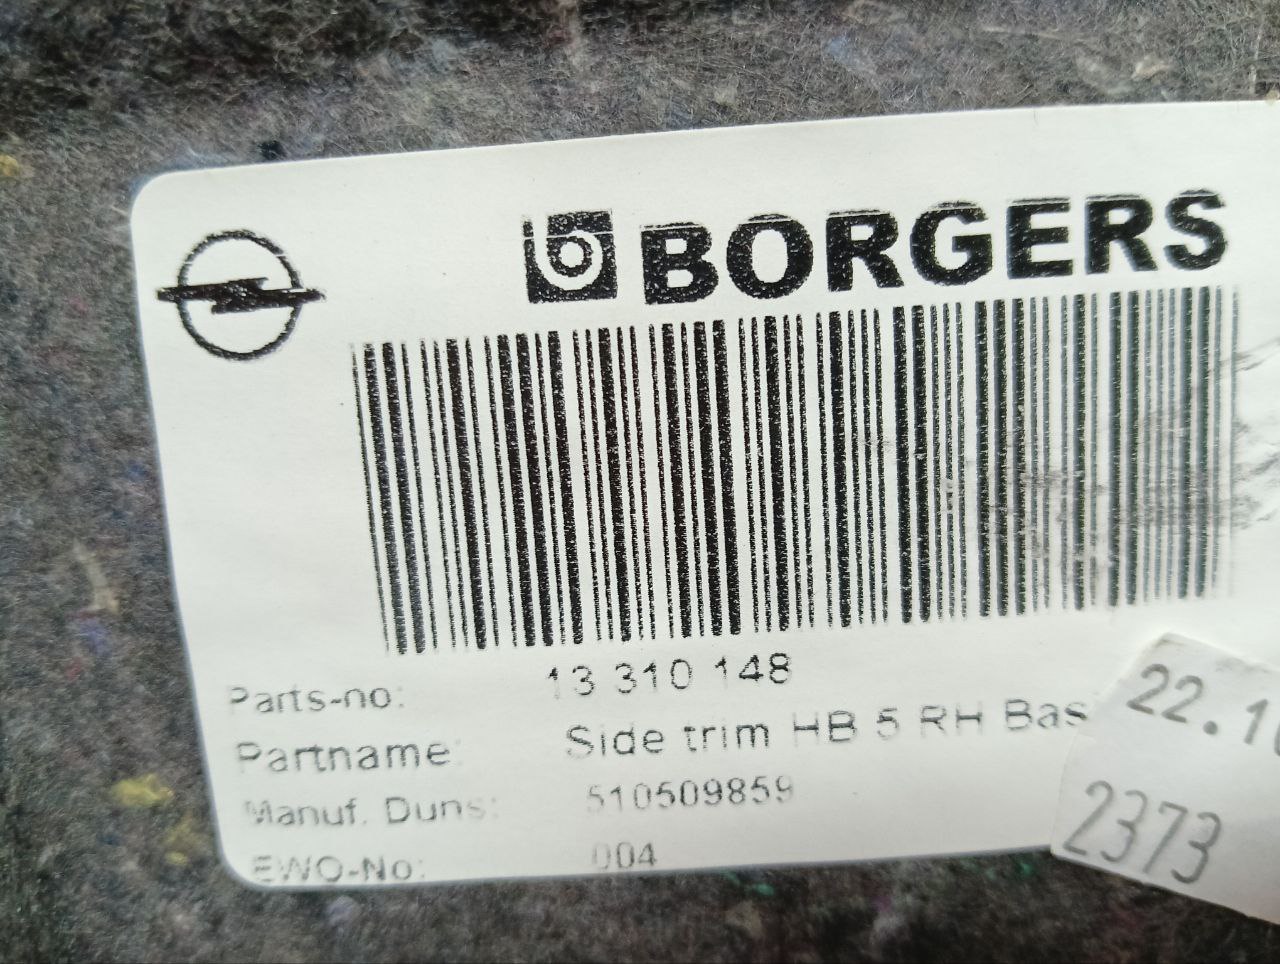 BORGERS
Parts-no: 13 310 148
Partname: Side trim HB 5 RH Bas
Manuf. Duns: 510509859
EWO-No: 004
22.1
2373